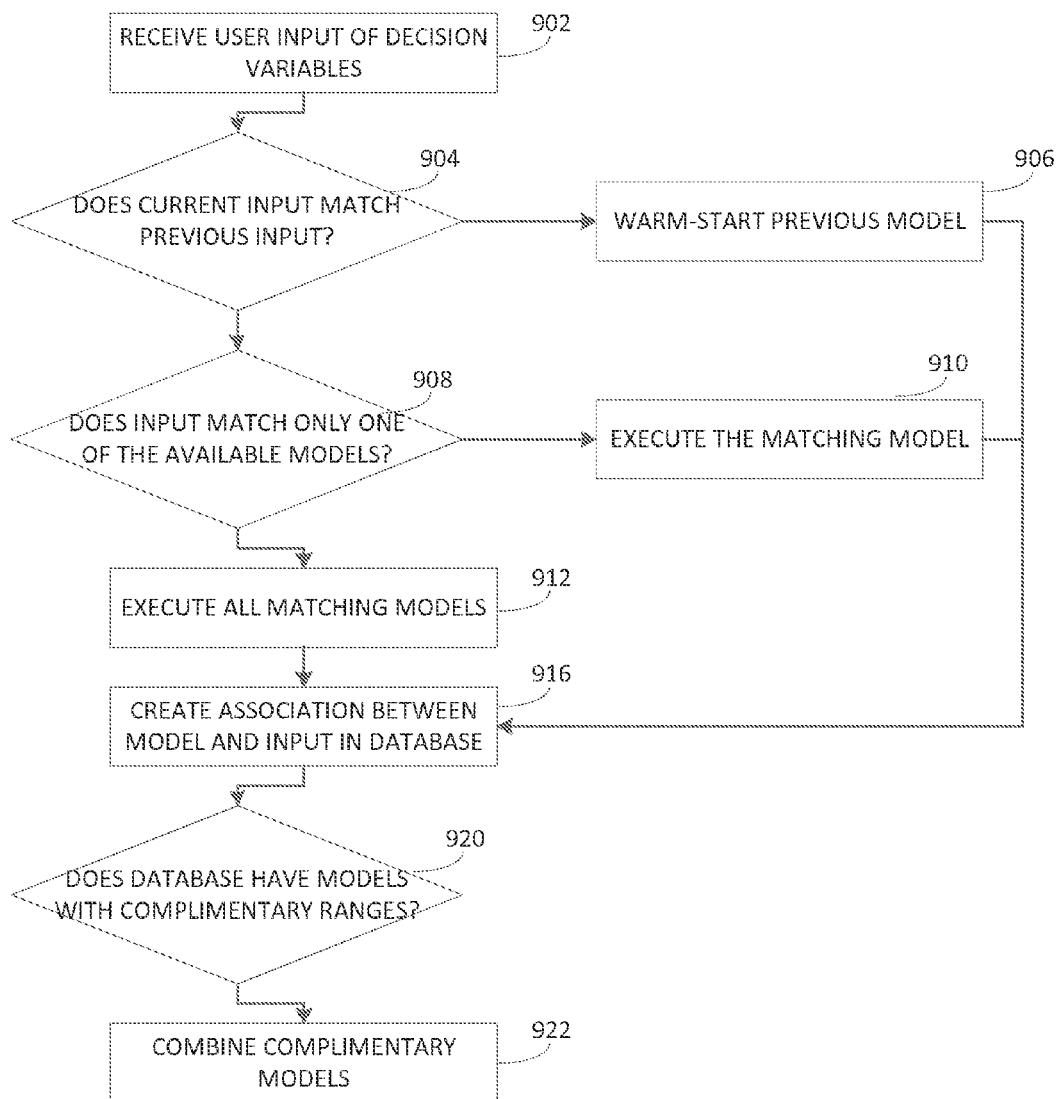 RECEIVE USER INPUT OF DECISION
VARIABLES
902
904
DOES CURRENT INPUT MATCH
PREVIOUS INPUT?
906
WARM-START PREVIOUS MODEL
908
DOES INPUT MATCH ONLY ONE
OF THE AVAILABLE MODELS?
910
EXECUTE THE MATCHING MODEL
912
EXECUTE ALL MATCHING MODELS
916
CREATE ASSOCIATION BETWEEN
MODEL AND INPUT IN DATABASE
920
DOES DATABASE HAVE MODELS
WITH COMPLIMENTARY RANGES?
922
COMBINE COMPLIMENTARY
MODELS